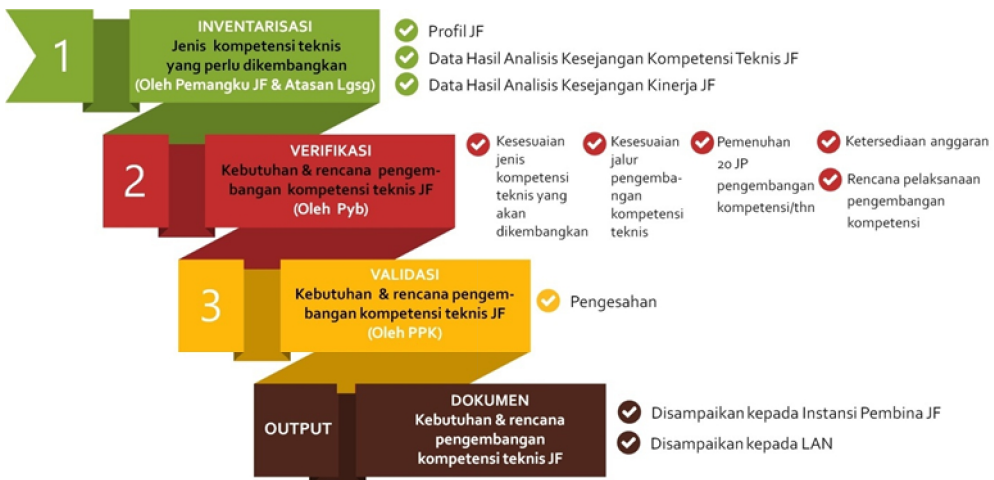 1
INVENTARISASI
Jenis kompetensi teknis
yang perlu dikembangkan
(Oleh Pemangku JF & Atasan Lgsg)
Profil JF
Data Hasil Analisis Kesejangan Kompetensi Teknis JF
Data Hasil Analisis Kesejangan Kinerja JF
2
VERIFIKASI
Kebutuhan & rencana pengem-
bangan kompetensi teknis JF
(Oleh Pyb)
Kesesuaian
jenis
kompetensi
teknis yang
akan
dikembangkan
Kesesuaian
jalur
pengemba-
ngan
kompetensi
teknis
Pemenuhan
20 JP
pengembangan
kompetensi/thn
Ketersediaan anggaran
Rencana pelaksanaan
pengembangan
kompetensi
3
VALIDASI
Kebutuhan & rencana pengem-
bangan kompetensi teknis JF
(Oleh PPK)
Pengesahan
OUTPUT
DOKUMEN
Kebutuhan & rencana
pengembangan
kompetensi teknis JF
Disampaikan kepada Instansi Pembina JF
Disampaikan kepada LAN